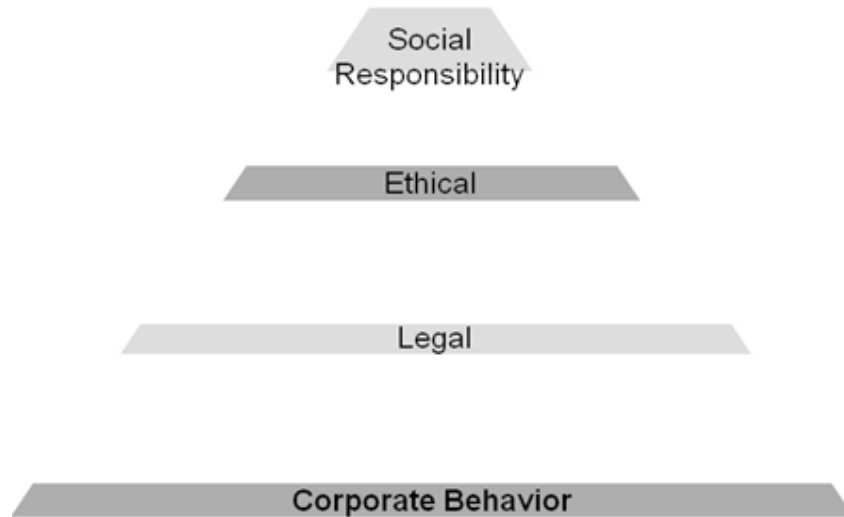 Social
Responsibility
Ethical
Legal
Corporate Behavior